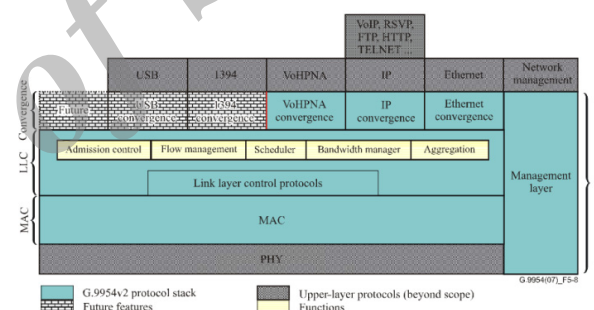 of
VoIP, RSVP,
FTP, HTTP,
TELNET ...
USB
1394
VoHPNA
IP
Ethernet
Network
management
Convergence
Future
USB
convergence
1394
convergence
VoHPNA
convergence
IP
convergence
Ethernet
convergence
LLC
Admission control
Flow management
Scheduler
Bandwidth manager
Aggregation
Link layer control protocols
Management
layer
MAC
MAC
PHY
G.9954(07)_F5-8
G.9954v2 protocol stack
Upper-layer protocols (beyond scope)
Future features
Functions